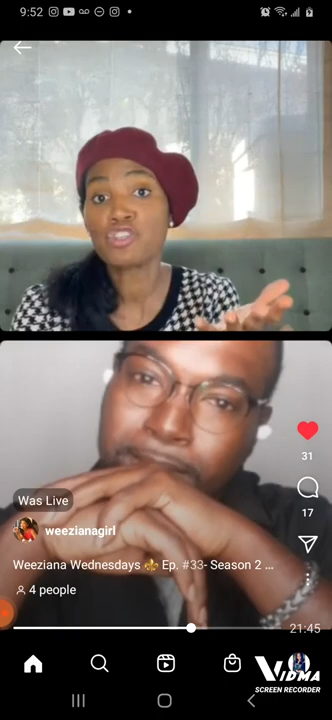 9:52
Was Live
weezianagirl
Weeziana Wednesdays ⚜️ Ep. #33- Season 2 ...
4 people
31
17
21:45
VIDMA
SCREEN RECORDER